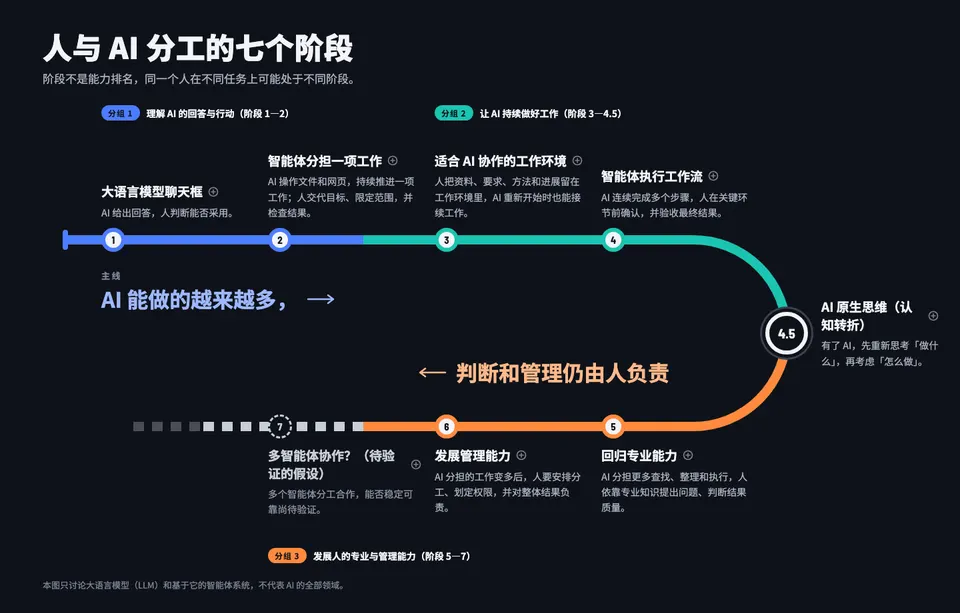 人与 AI 分工的七个阶段
阶段不是能力排名，同一个人在不同任务上可能处于不同阶段。
分组 1 理解 AI 的回答与行动（阶段 1—2）
分组 2 让 AI 持续做好工作（阶段 3—4.5）
大语言模型聊天框
AI 给出回答，人判断能否采用。
智能体分担一项工作
AI 操作文件和网页，持续推进一项
工作；人交代目标、限定范围，并
检查结果。
适合 AI 协作的工作环境
人把资料、要求、方法和进展留在
工作环境里，AI 重新开始时也能接
续工作。
智能体执行工作流
AI 连续完成多个步骤，人在关键环
节前确认，并验收最终结果。
1
2
3
4
主线
AI 能做的越来越多， →
4.5
AI 原生思维（认
知转折）
有了 AI，先重新思考「做什
么」，再考虑「怎么做」。
← 判断和管理仍由人负责
7
6
5
多智能体协作？（待验
证的假设）
多个智能体分工合作，能否稳定可
靠尚待验证。
发展管理能力
AI 分担的工作变多后，人要安排分
工、划定权限，并对整体结果负
责。
回归专业能力
AI 分担更多查找、整理和执行，人
依靠专业知识提出问题、判断结果
质量。
分组 3 发展人的专业与管理能力（阶段 5—7）
本图只讨论大语言模型（LLM）和基于它的智能体系统，不代表 AI 的全部领域。